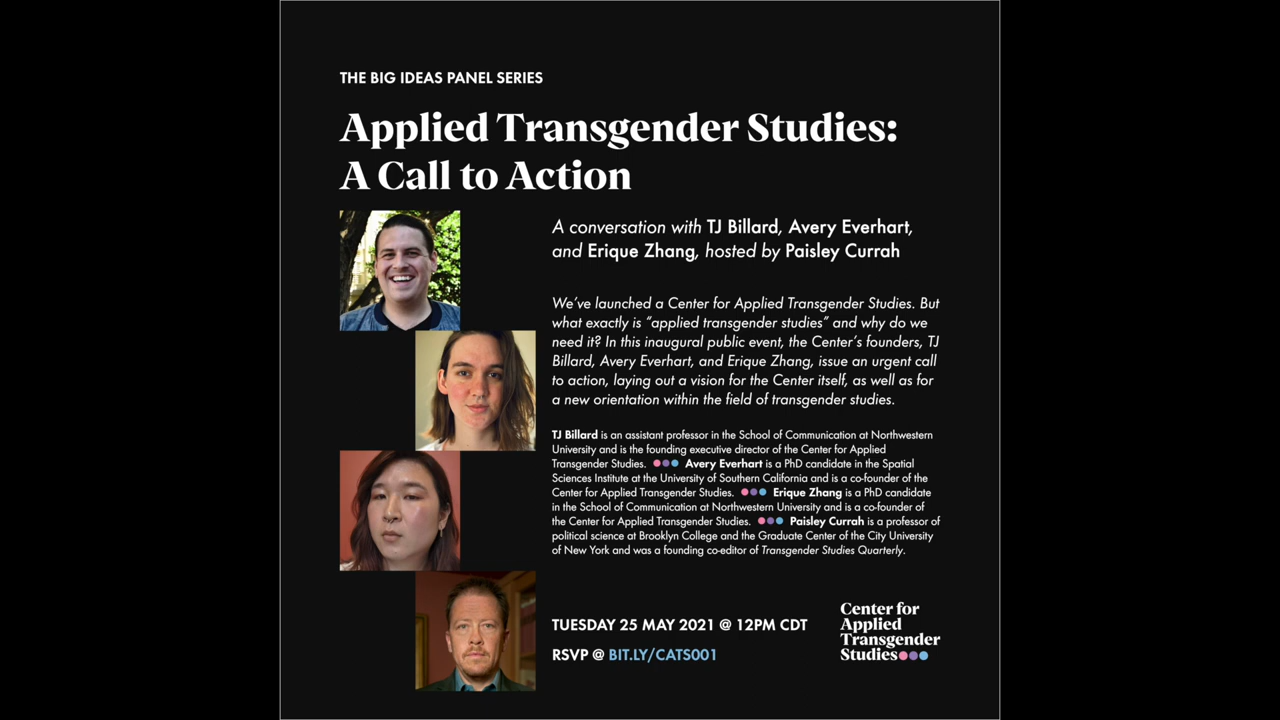 THE BIG IDEAS PANEL SERIES
Applied Transgender Studies:
A Call to Action
A conversation with TJ Billard, Avery Everhart,
and Erique Zhang, hosted by Paisley Currah
We've launched a Center for Applied Transgender Studies. But
what exactly is "applied transgender studies" and why do we
need it? In this inaugural public event, the Center's founders, TJ
Billard, Avery Everhart, and Erique Zhang, issue an urgent call
to action, laying out a vision for the Center itself, as well as for
a new orientation within the field of transgender studies.
TJ Billard is an assistant professor in the School of Communication at Northwestern
University and is the founding executive director of the Center for Applied
Transgender Studies. Avery Everhart is a PhD candidate in the Spatial
Sciences Institute at the University of Southern California and is a co-founder of the
Center for Applied Transgender Studies. Erique Zhang is a PhD candidate
in the School of Communication at Northwestern University and is a co-founder of
the Center for Applied Transgender Studies. Paisley Currah is a professor of
political science at Brooklyn College and the Graduate Center of the City University
of New York and was a founding co-editor of Transgender Studies Quarterly.
TUESDAY 25 MAY 2021 @ 12PM CDT
RSVP @ BIT.LY/CATS001
Center for
Applied
Transgender
Studies